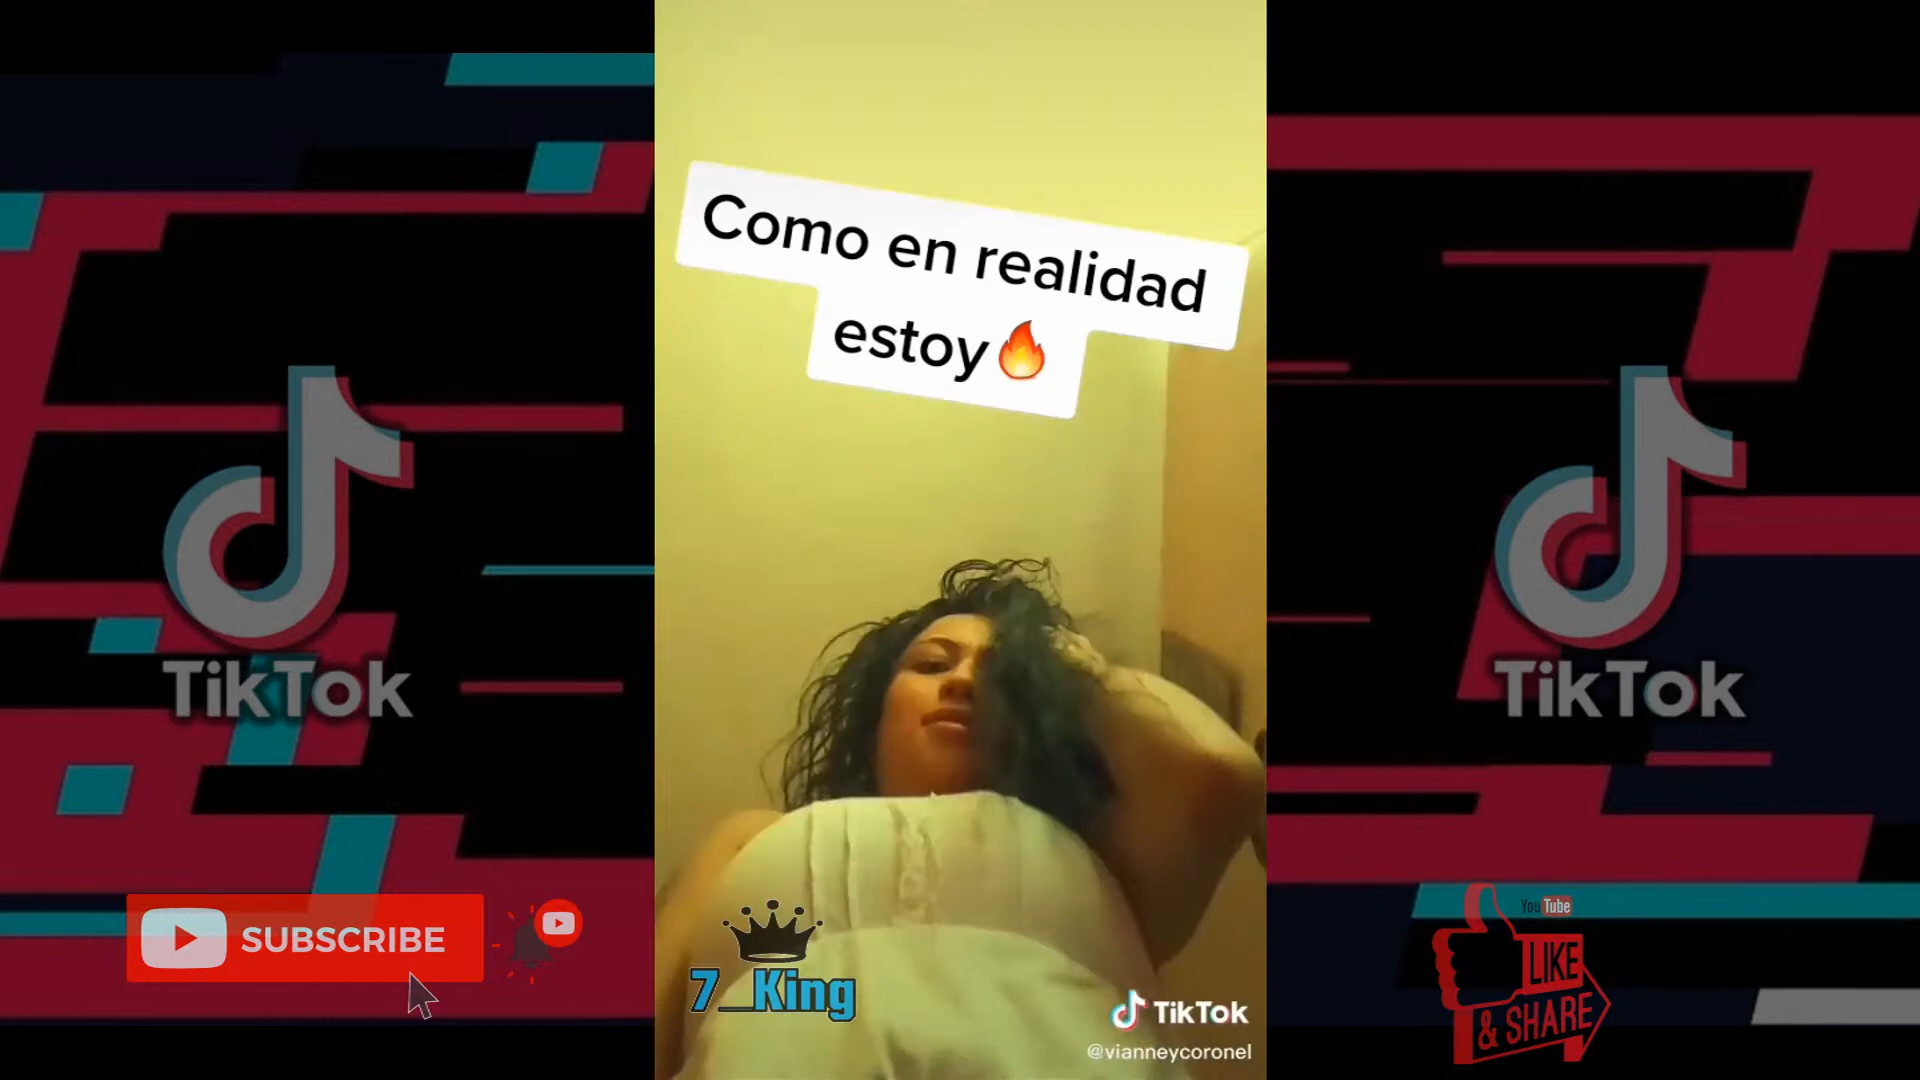 Como en realidad
estoy🔥
TikTok
TikTok
SUBSCRIBE
YouTube
LIKE
& SHARE
7_King
TikTok
@vianneycoronel